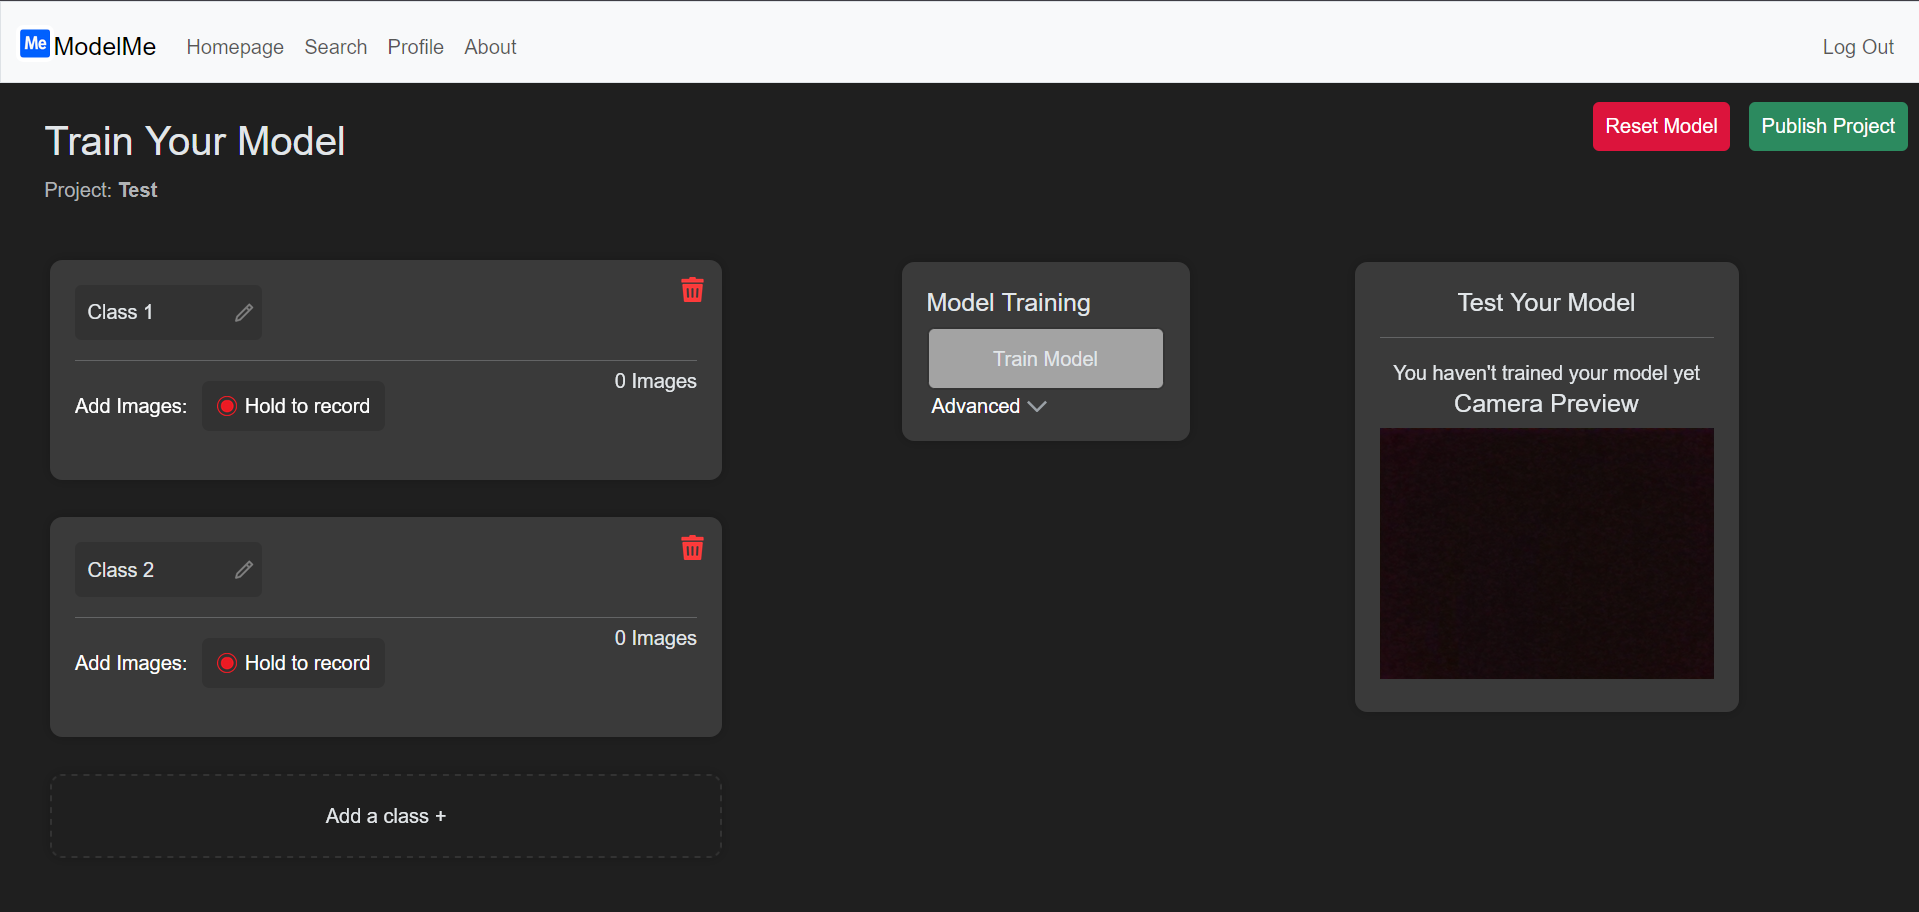 Me ModelMe Homepage Search Profile About Log Out
Train Your Model
Reset Model Publish Project
Project: Test
Class 1
0 Images
Add Images: Hold to record
Class 2
0 Images
Add Images: Hold to record
Add a class +
Model Training
Train Model
Advanced
Test Your Model
You haven't trained your model yet
Camera Preview